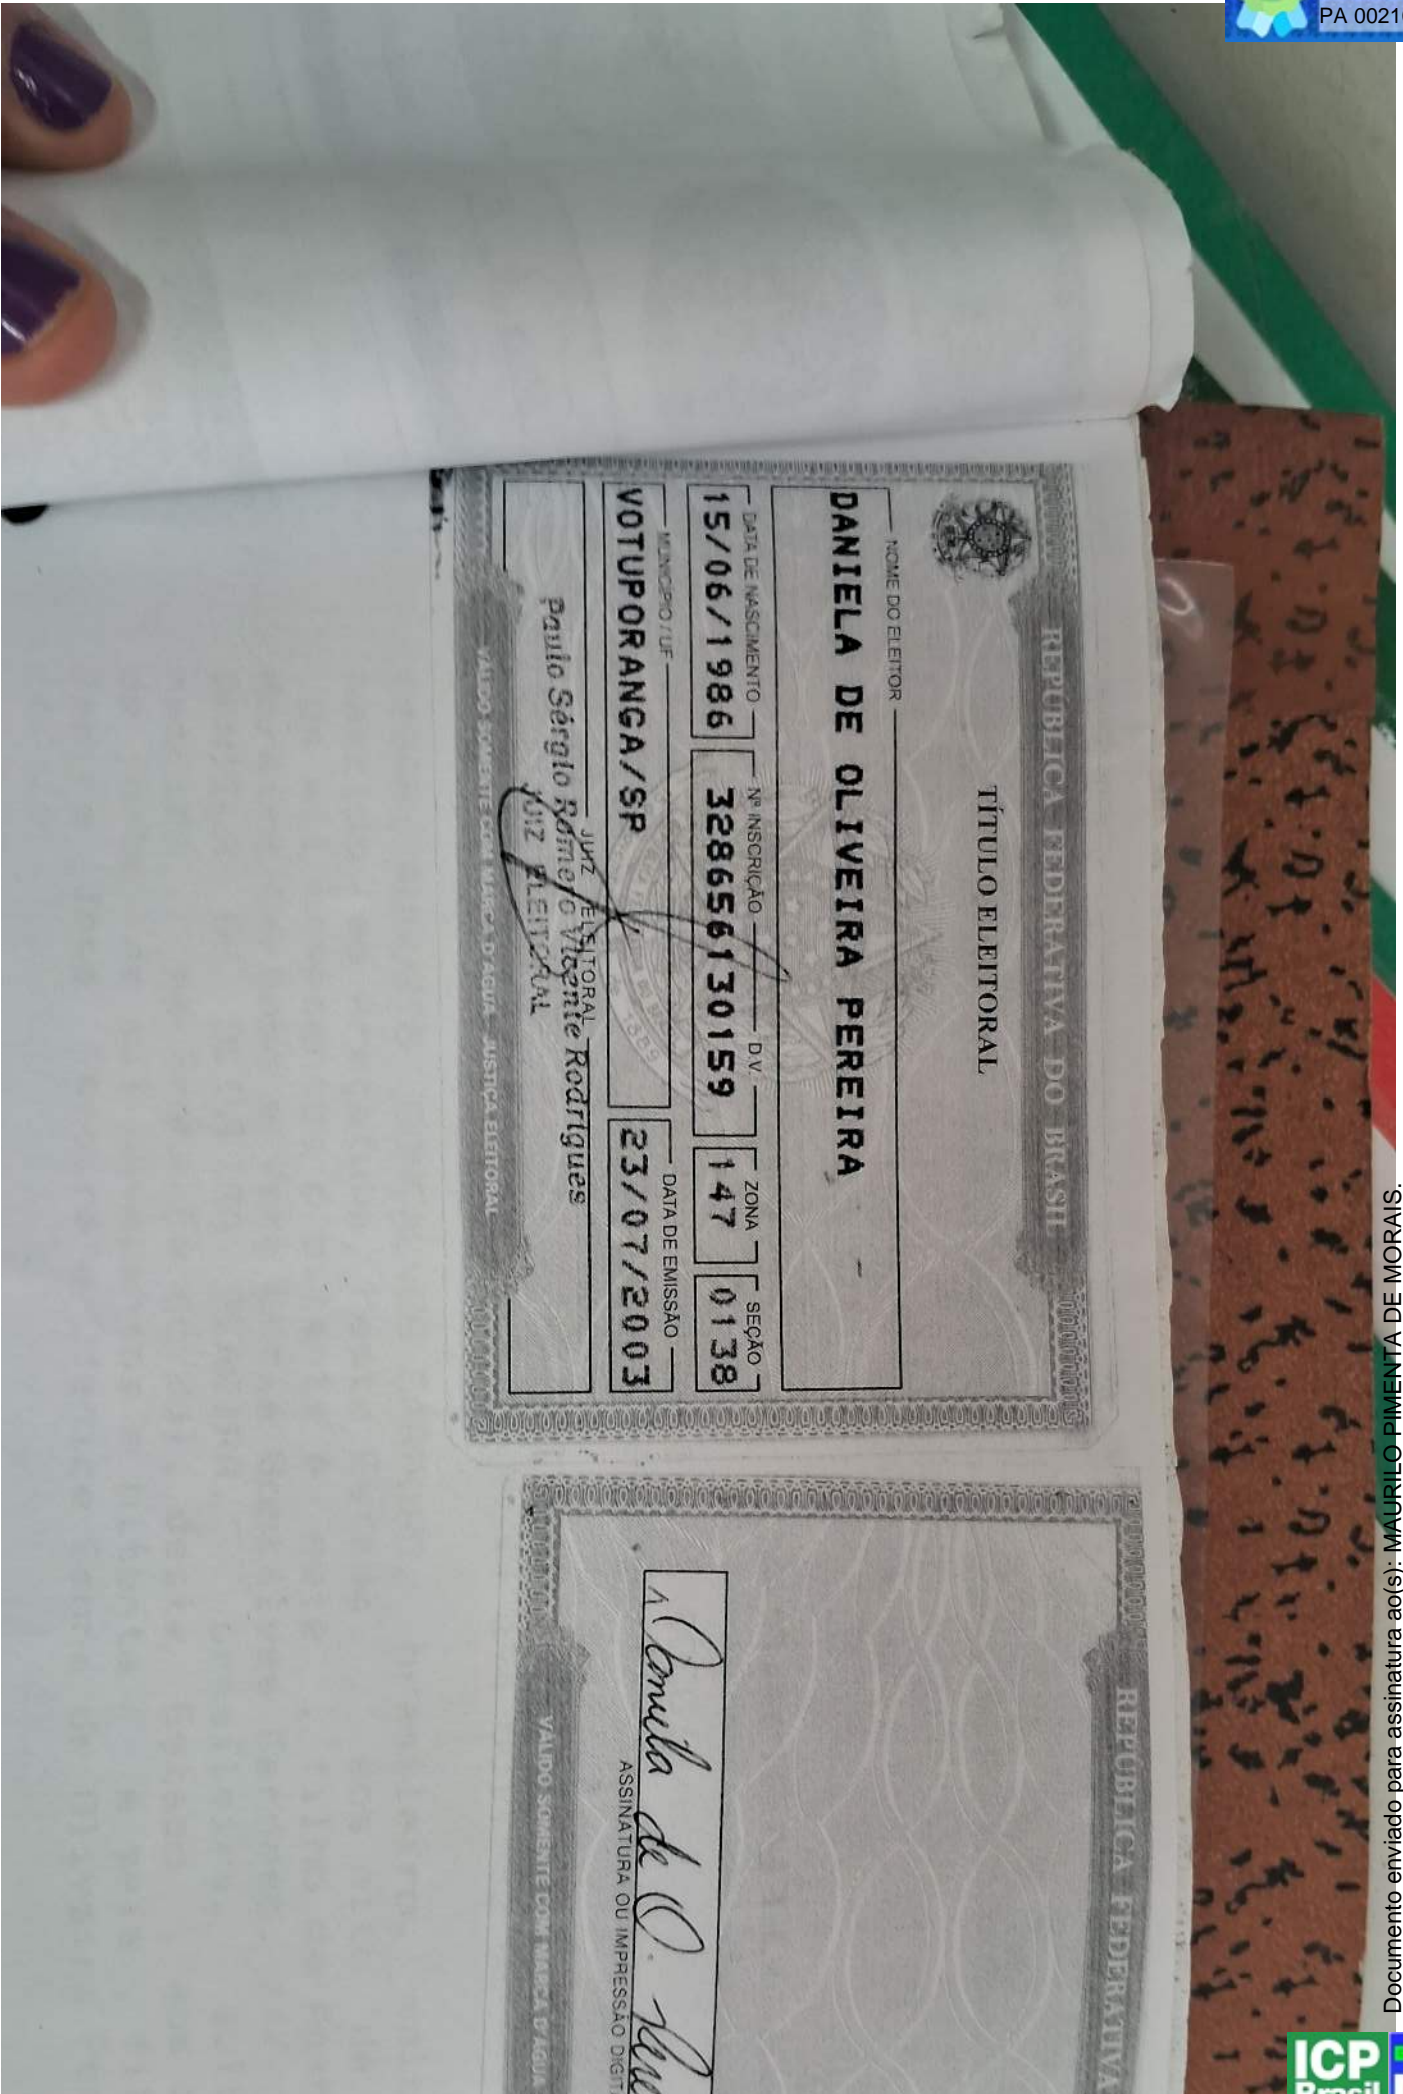 PA 0021
REPÚBLICA FEDERATIVA DO BRASIL
TÍTULO ELEITORAL
NOME DO ELEITOR
DANIELA DE OLIVEIRA PEREIRA
DATA DE NASCIMENTO Nº INSCRIÇÃO D.V. ZONA SEÇÃO
15/06/1986 328656130159 147 0138
MUNICÍPIO / UF DATA DE EMISSÃO
VOTUPORANGA/SP 23/07/2003
JUIZ ELEITORAL
Paulo Sérgio Romero Vicente Rodrigues
JUIZ ELEITORAL
VÁLIDO SOMENTE COM MARCA D'ÁGUA - JUSTIÇA ELEITORAL
REPÚBLICA FEDERATIVA
Daniela de O.
ASSINATURA OU IMPRESSÃO DIGIT
VÁLIDO SOMENTE COM MARCA D'ÁGUA
Documento enviado para assinatura ao(s): MAURILO PIMENTA DE MORAIS.
ICP
Brasil